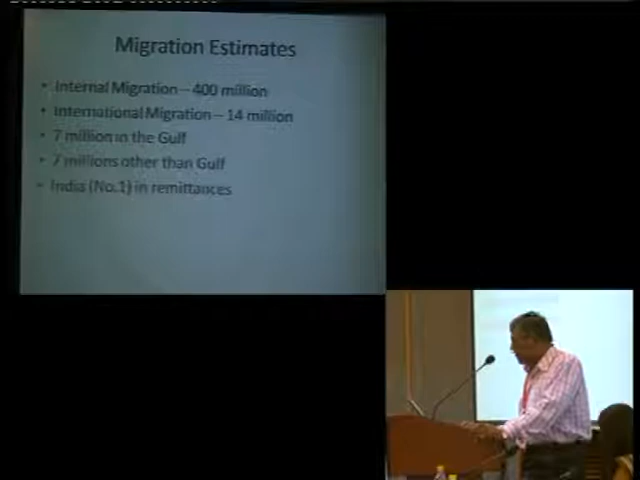 Migration Estimates
• Internal Migration – 400 million
• International Migration – 14 million
• 7 million in the Gulf
• 7 millions other than Gulf
• India (No.1) in remittances